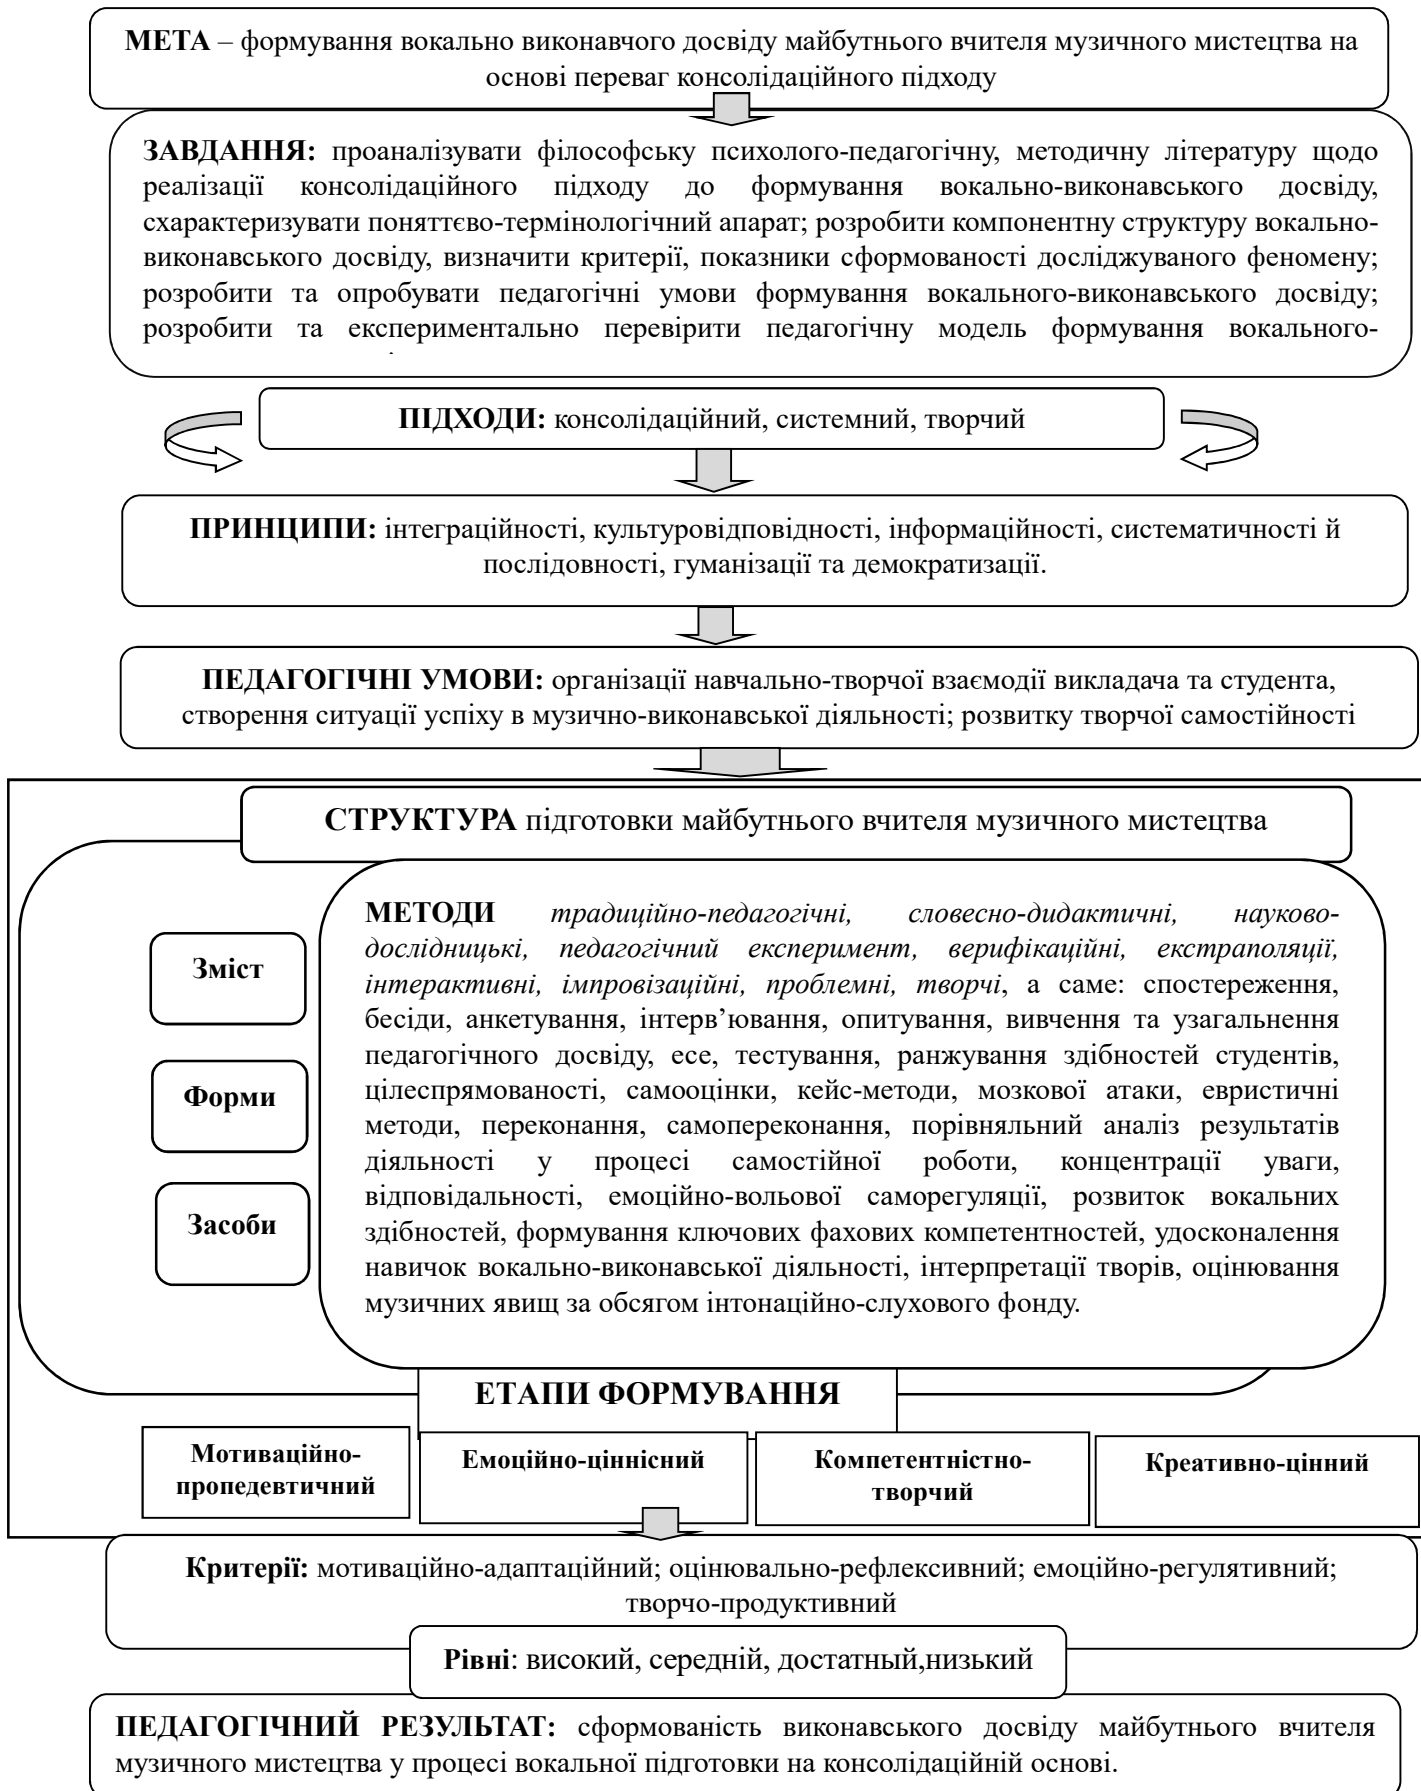 МЕТА – формування вокально виконавчого досвіду майбутнього вчителя музичного мистецтва на
основі переваг консолідаційного підходу
ЗАВДАННЯ: проаналізувати філософську психолого-педагогічну, методичну літературу щодо
реалізації консолідаційного підходу до формування вокально-виконавського досвіду,
схарактеризувати поняттєво-термінологічний апарат; розробити компонентну структуру вокально-
виконавського досвіду, визначити критерії, показники сформованості досліджуваного феномену;
розробити та опробувати педагогічні умови формування вокального-виконавського досвіду;
розробити та експериментально перевірити педагогічну модель формування вокального-
ПІДХОДИ: консолідаційний, системний, творчий
ПРИНЦИПИ: інтеграційності, культуровідповідності, інформаційності, систематичності й
послідовності, гуманізації та демократизації.
ПЕДАГОГІЧНІ УМОВИ: організації навчально-творчої взаємодії викладача та студента,
створення ситуації успіху в музично-виконавської діяльності; розвитку творчої самостійності
СТРУКТУРА підготовки майбутнього вчителя музичного мистецтва
Зміст
Форми
Засоби
МЕТОДИ традиційно-педагогічні, словесно-дидактичні, науково-
дослідницькі, педагогічний експеримент, верифікаційні, екстраполяції,
інтерактивні, імпровізаційні, проблемні, творчі, а саме: спостереження,
бесіди, анкетування, інтерв’ювання, опитування, вивчення та узагальнення
педагогічного досвіду, есе, тестування, ранжування здібностей студентів,
цілеспрямованості, самооцінки, кейс-методи, мозкової атаки, евристичні
методи, переконання, самопереконання, порівняльний аналіз результатів
діяльності у процесі самостійної роботи, концентрації уваги,
відповідальності, емоційно-вольової саморегуляції, розвиток вокальних
здібностей, формування ключових фахових компетентностей, удосконалення
навичок вокально-виконавської діяльності, інтерпретації творів, оцінювання
музичних явищ за обсягом інтонаційно-слухового фонду.
ЕТАПИ ФОРМУВАННЯ
Мотиваційно-
пропедевтичний
Емоційно-ціннісний
Компетентністно-
творчий
Креативно-цінний
Критерії: мотиваційно-адаптаційний; оцінювально-рефлексивний; емоційно-регулятивний;
творчо-продуктивний
Рівні: високий, середній, достатный,низький
ПЕДАГОГІЧНИЙ РЕЗУЛЬТАТ: сформованість виконавського досвіду майбутнього вчителя
музичного мистецтва у процесі вокальної підготовки на консолідаційній основі.